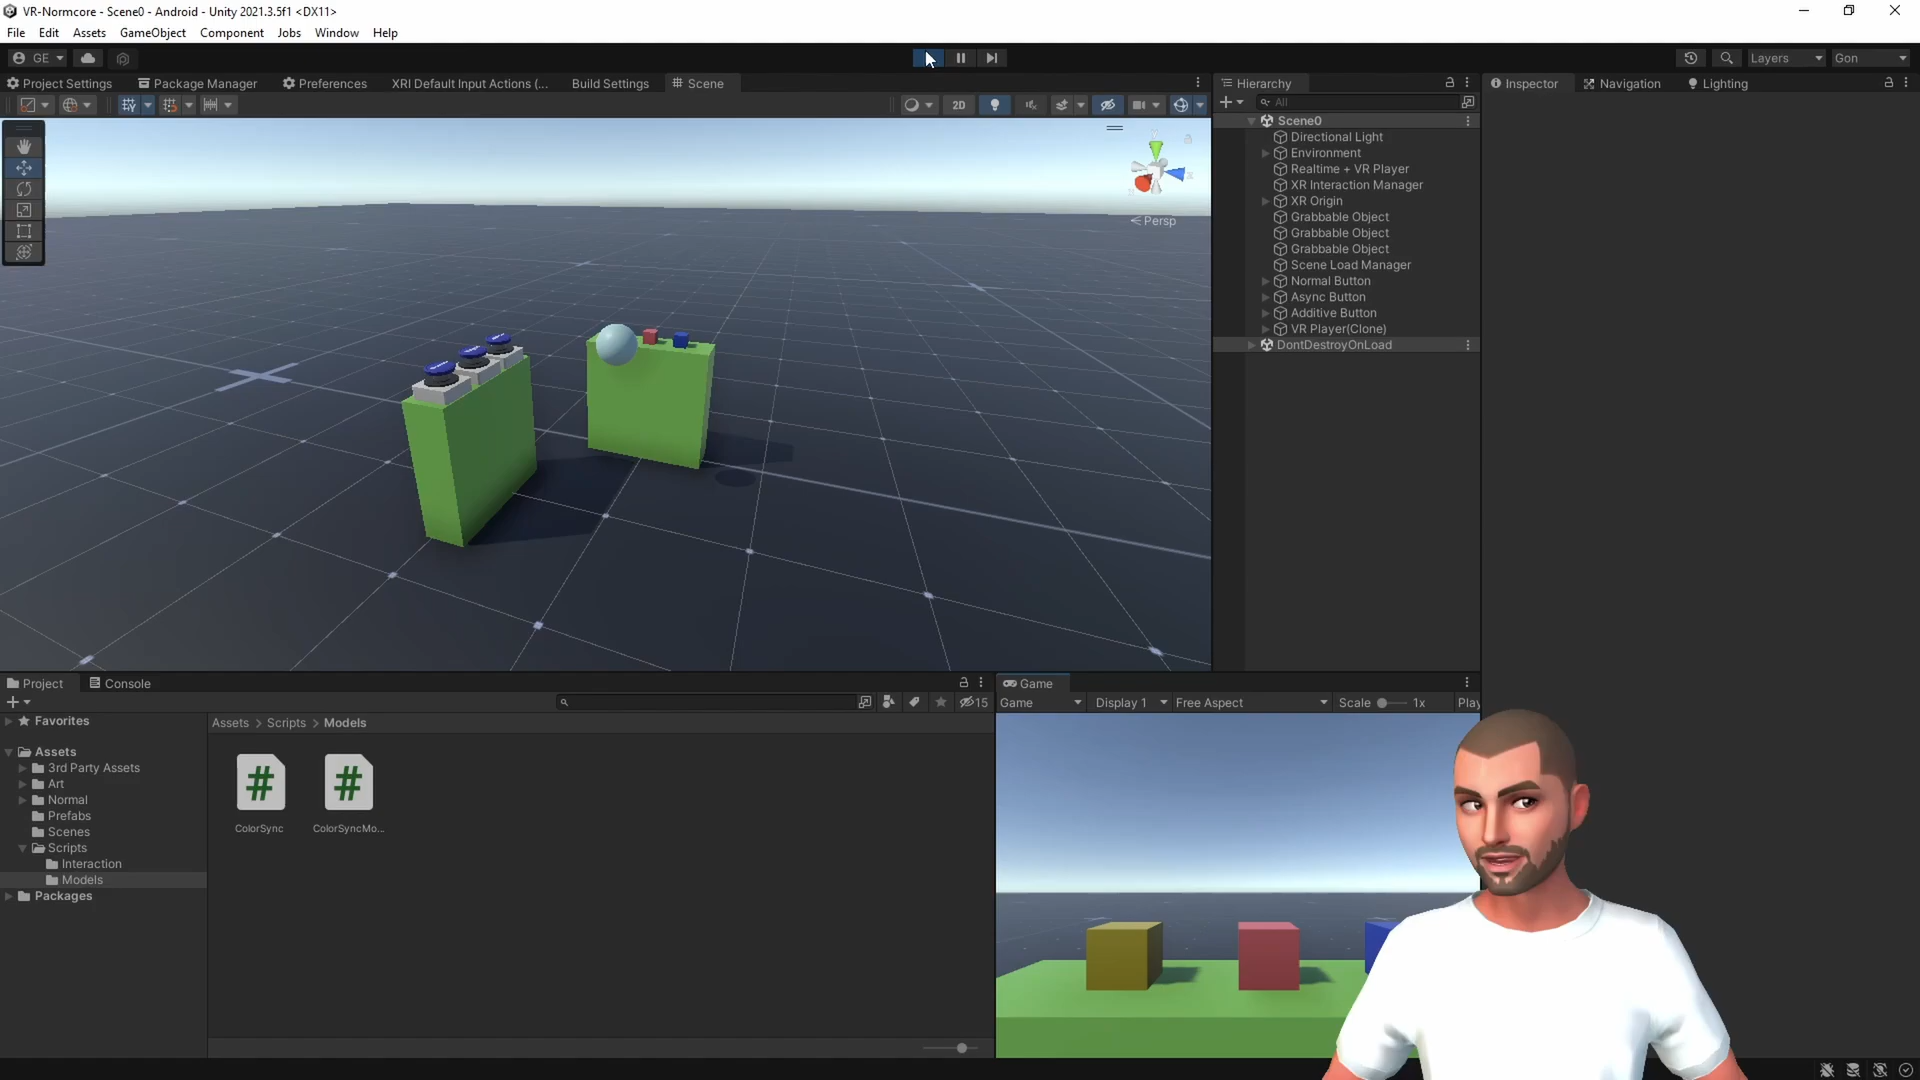 VR-Normcore - Scene0 - Android - Unity 2021.3.5f1 <DX11>
File Edit Assets GameObject Component Jobs Window Help
GE
Layers
Gon
Project Settings
Package Manager
Preferences
XRI Default Input Actions (...
Build Settings
Scene
Hierarchy
Inspector
Navigation
Lighting
2D
All
Scene0
Directional Light
Environment
Realtime + VR Player
XR Interaction Manager
XR Origin
Grabbable Object
Grabbable Object
Grabbable Object
Scene Load Manager
Normal Button
Async Button
Additive Button
VR Player(Clone)
DontDestroyOnLoad
Persp
Project
Console
15
Favorites
Assets
3rd Party Assets
Art
Normal
Prefabs
Scenes
Scripts
Interaction
Models
Packages
Assets > Scripts > Models
ColorSync
ColorSyncMo...
Game
Game
Display 1
Free Aspect
Scale
1x
Play